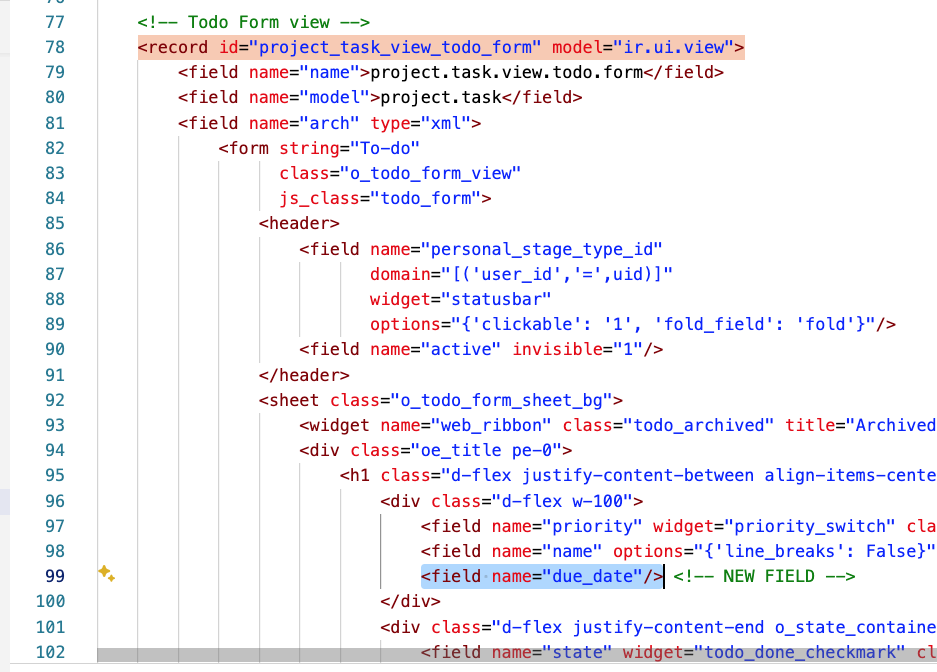 77 <!-- Todo Form view -->
78 <record id="project_task_view_todo_form" model="ir.ui.view">
79 <field name="name">project.task.view.todo.form</field>
80 <field name="model">project.task</field>
81 <field name="arch" type="xml">
82 <form string="To-do"
83 class="o_todo_form_view"
84 js_class="todo_form">
85 <header>
86 <field name="personal_stage_type_id"
87 domain="[('user_id','=',uid)]"
88 widget="statusbar"
89 options="{'clickable': '1', 'fold_field': 'fold'}"/>
90 <field name="active" invisible="1"/>
91 </header>
92 <sheet class="o_todo_form_sheet_bg">
93 <widget name="web_ribbon" class="todo_archived" title="Archived
94 <div class="oe_title pe-0">
95 <h1 class="d-flex justify-content-between align-items-cente
96 <div class="d-flex w-100">
97 <field name="priority" widget="priority_switch" cla
98 <field name="name" options="{'line_breaks': False}"
99 <field name="due_date"/> <!-- NEW FIELD -->
100 </div>
101 <div class="d-flex justify-content-end o_state_containe
102 <field name="state" widget="todo_done_checkmark" cl